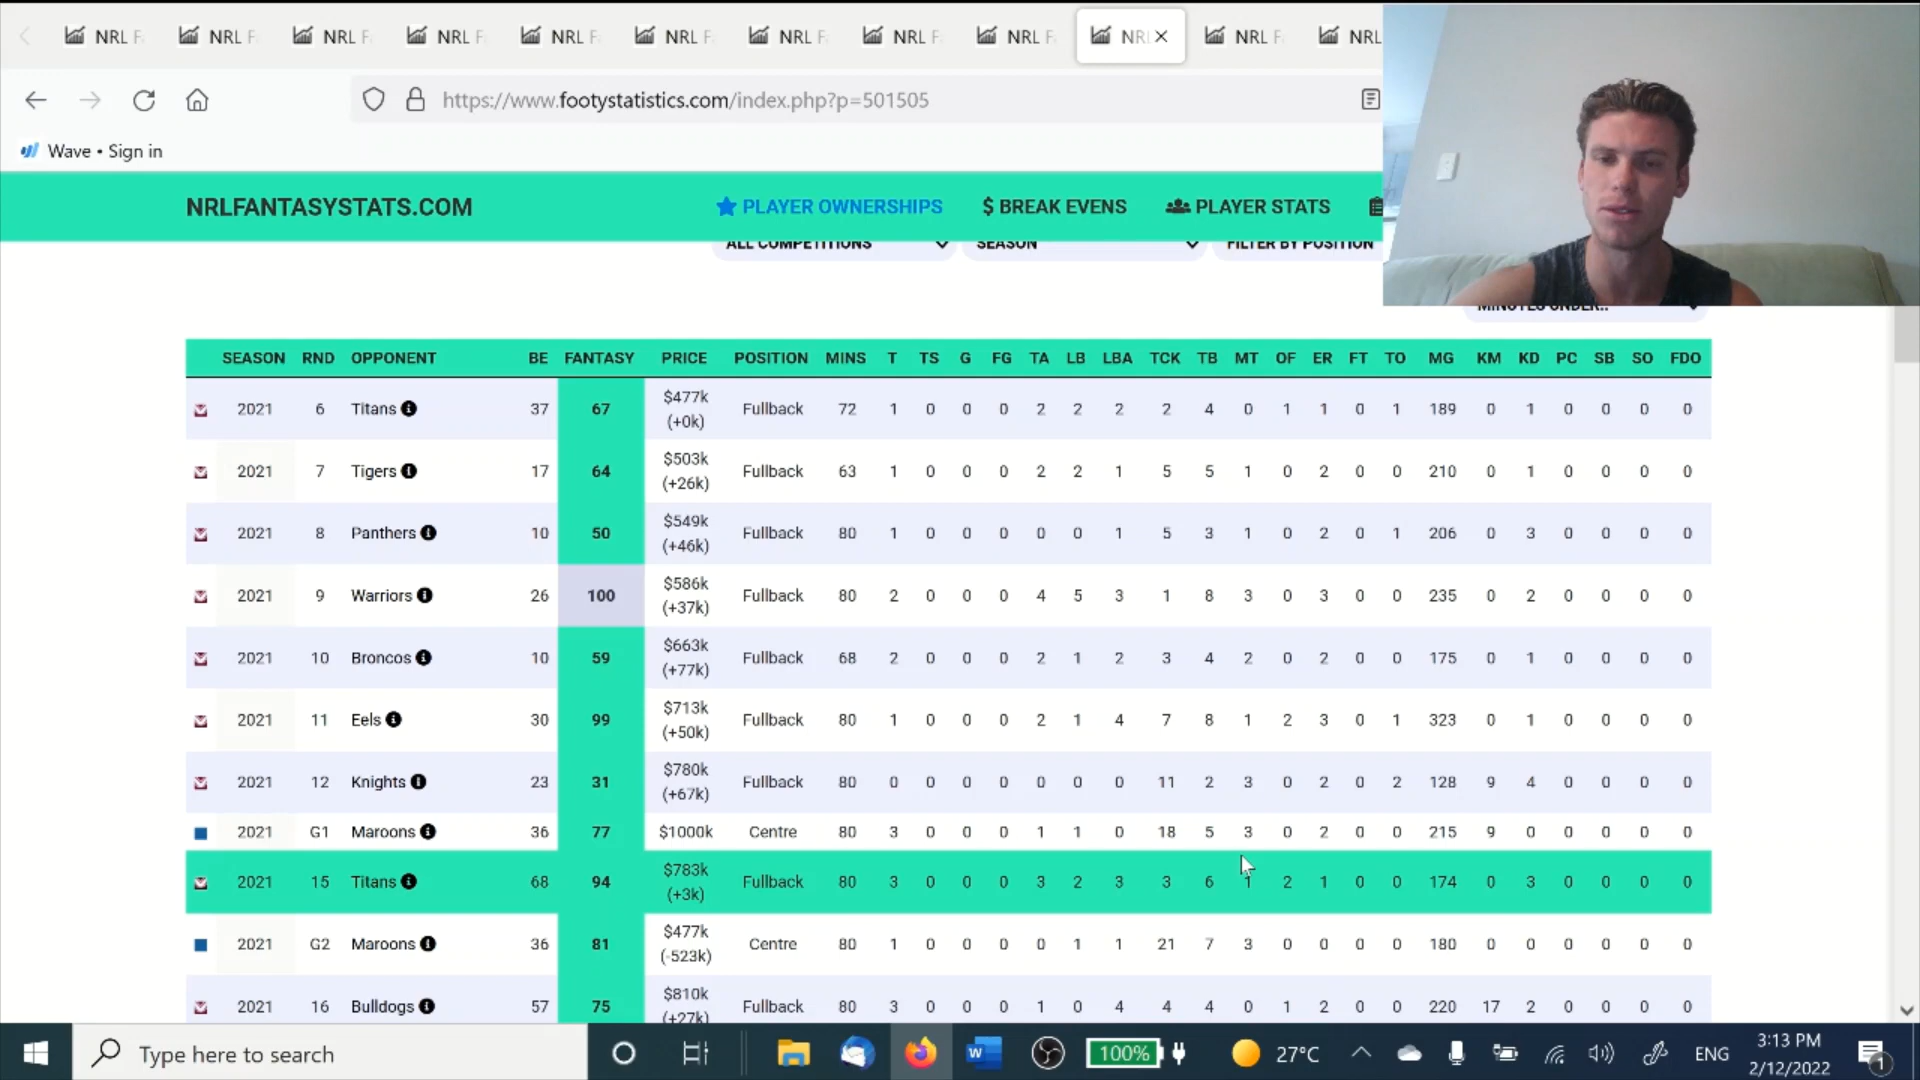 NRL F NRL F NRL F NRL F NRL F NRL F NRL F NRL F NRL F NRL NRL F NRL
https://www.footystatistics.com/index.php?p=501505
Wave • Sign in
NRLFANTASYSTATS.COM PLAYER OWNERSHIPS $ BREAK EVENS PLAYER STATS
ALL COMPETITIONS SEASON FILTER BY POSITION
MINUTES UNDER..
SEASON RND OPPONENT BE FANTASY PRICE POSITION MINS T TS G FG TA LB LBA TCK TB MT OF ER FT TO MG KM KD PC SB SO FDO
2021 6 Titans 37 67 $477k (+0k) Fullback 72 1 0 0 0 2 2 2 2 4 0 1 1 0 1 189 0 1 0 0 0 0
2021 7 Tigers 17 64 $503k (+26k) Fullback 63 1 0 0 0 2 2 1 5 5 1 0 2 0 0 210 0 1 0 0 0 0
2021 8 Panthers 10 50 $549k (+46k) Fullback 80 1 0 0 0 0 0 1 5 3 1 0 2 0 1 206 0 3 0 0 0 0
2021 9 Warriors 26 100 $586k (+37k) Fullback 80 2 0 0 0 4 5 3 1 8 3 0 3 0 0 235 0 2 0 0 0 0
2021 10 Broncos 10 59 $663k (+77k) Fullback 68 2 0 0 0 2 1 2 3 4 2 0 2 0 0 175 0 1 0 0 0 0
2021 11 Eels 30 99 $713k (+50k) Fullback 80 1 0 0 0 2 1 4 7 8 1 2 3 0 1 323 0 1 0 0 0 0
2021 12 Knights 23 31 $780k (+67k) Fullback 80 0 0 0 0 0 0 0 11 2 3 0 2 0 2 128 9 4 0 0 0 0
2021 G1 Maroons 36 77 $1000k Centre 80 3 0 0 0 1 1 0 18 5 3 0 2 0 0 215 9 0 0 0 0 0
2021 15 Titans 68 94 $783k (+3k) Fullback 80 3 0 0 0 3 2 3 3 6 1 2 1 0 0 174 0 3 0 0 0 0
2021 G2 Maroons 36 81 $477k (-523k) Centre 80 1 0 0 0 0 1 1 21 7 3 0 0 0 0 180 0 0 0 0 0 0
2021 16 Bulldogs 57 75 $810k (+27k) Fullback 80 3 0 0 0 1 0 4 4 4 0 1 2 0 0 220 17 2 0 0 0 0
Type here to search 100% 27°C ENG 3:13 PM
2/12/2022 1